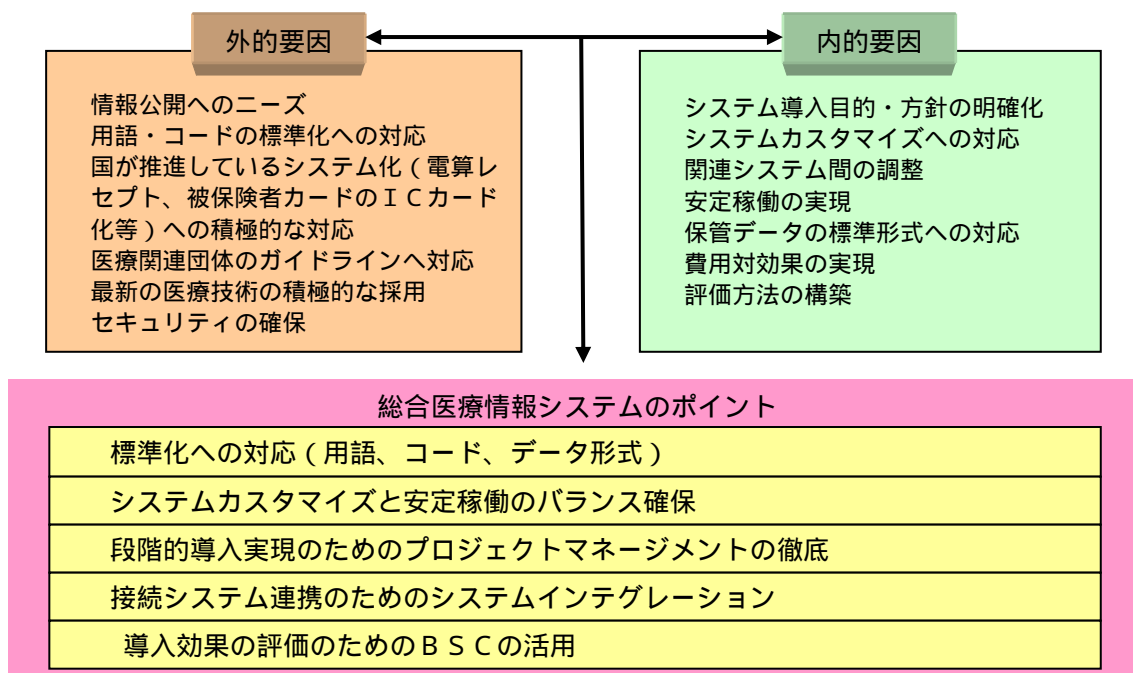 外的要因
情報公開へのニーズ
用語・コードの標準化への対応
国が推進しているシステム化（電算レ
セプト、被保険者カードのＩＣカード
化等）への積極的な対応
医療関連団体のガイドラインへ対応
最新の医療技術の積極的な採用
セキュリティの確保
内的要因
システム導入目的・方針の明確化
システムカスタマイズへの対応
関連システム間の調整
安定稼働の実現
保管データの標準形式への対応
費用対効果の実現
評価方法の構築
総合医療情報システムのポイント
標準化への対応（用語、コード、データ形式）
システムカスタマイズと安定稼働のバランス確保
段階的導入実現のためのプロジェクトマネージメントの徹底
接続システム連携のためのシステムインテグレーション
導入効果の評価のためのＢＳＣの活用